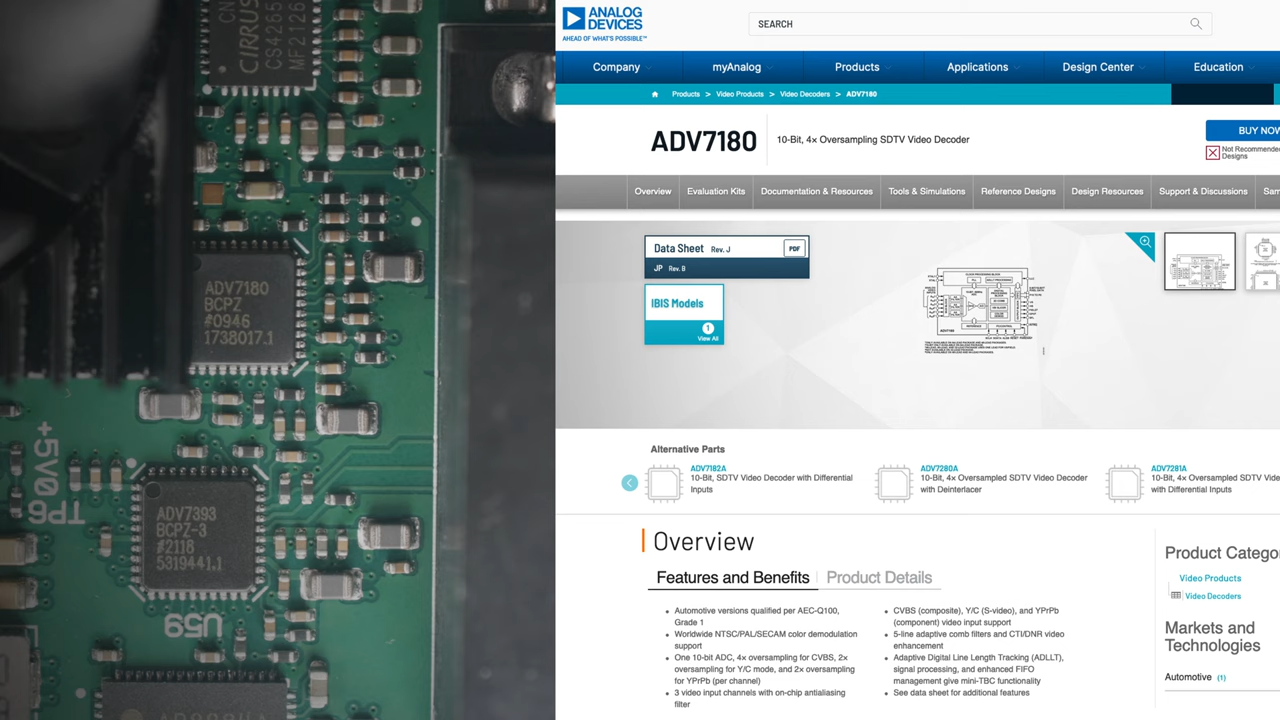 CIRRUS
CS4265
MF2126
ADV7180
BCPZ
#0946
1738017.1
+5V0
TP6
ADV7393
BCPZ-3
#2118
5319441.1
U59
ANALOG
DEVICES
AHEAD OF WHAT'S POSSIBLE™
SEARCH
Company
myAnalog
Products
Applications
Design Center
Education
Products > Video Products > Video Decoders > ADV7180
ADV7180
10-Bit, 4× Oversampling SDTV Video Decoder
BUY NOW
Not Recommended
Designs
Overview
Evaluation Kits
Documentation & Resources
Tools & Simulations
Reference Designs
Design Resources
Support & Discussions
Sam
Data Sheet Rev. J
PDF
JP Rev. B
IBIS Models
1
View All
Alternative Parts
ADV7182A
10-Bit, SDTV Video Decoder with Differential
Inputs
ADV7280A
10-Bit, 4× Oversampled SDTV Video Decoder
with Deinterlacer
ADV7281A
10-Bit, 4× Oversampled SDTV Vide
with Differential Inputs
Overview
Features and Benefits
Product Details
Automotive versions qualified per AEC-Q100,
Grade 1
Worldwide NTSC/PAL/SECAM color demodulation
support
One 10-bit ADC, 4× oversampling for CVBS, 2×
oversampling for Y/C mode, and 2× oversampling
for YPrPb (per channel)
3 video input channels with on-chip antialiasing
filter
CVBS (composite), Y/C (S-video), and YPrPb
(component) video input support
5-line adaptive comb filters and CTI/DNR video
enhancement
Adaptive Digital Line Length Tracking (ADLLT),
signal processing, and enhanced FIFO
management give mini-TBC functionality
See data sheet for additional features
Product Catego
Video Products
Video Decoders
Markets and
Technologies
Automotive (1)